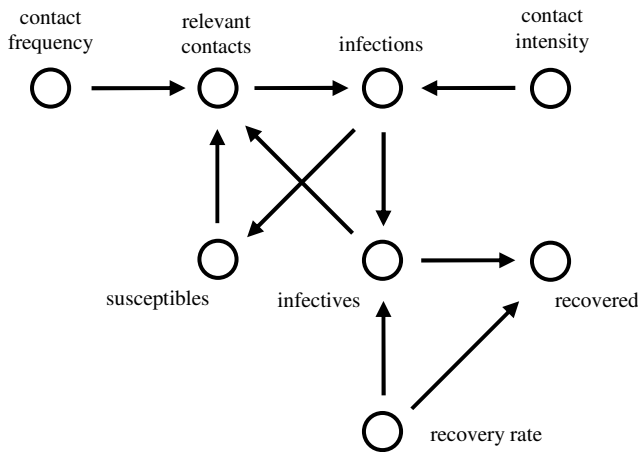 contact
frequency
relevant
contacts
infections
contact
intensity
susceptibles
infectives
recovered
recovery rate